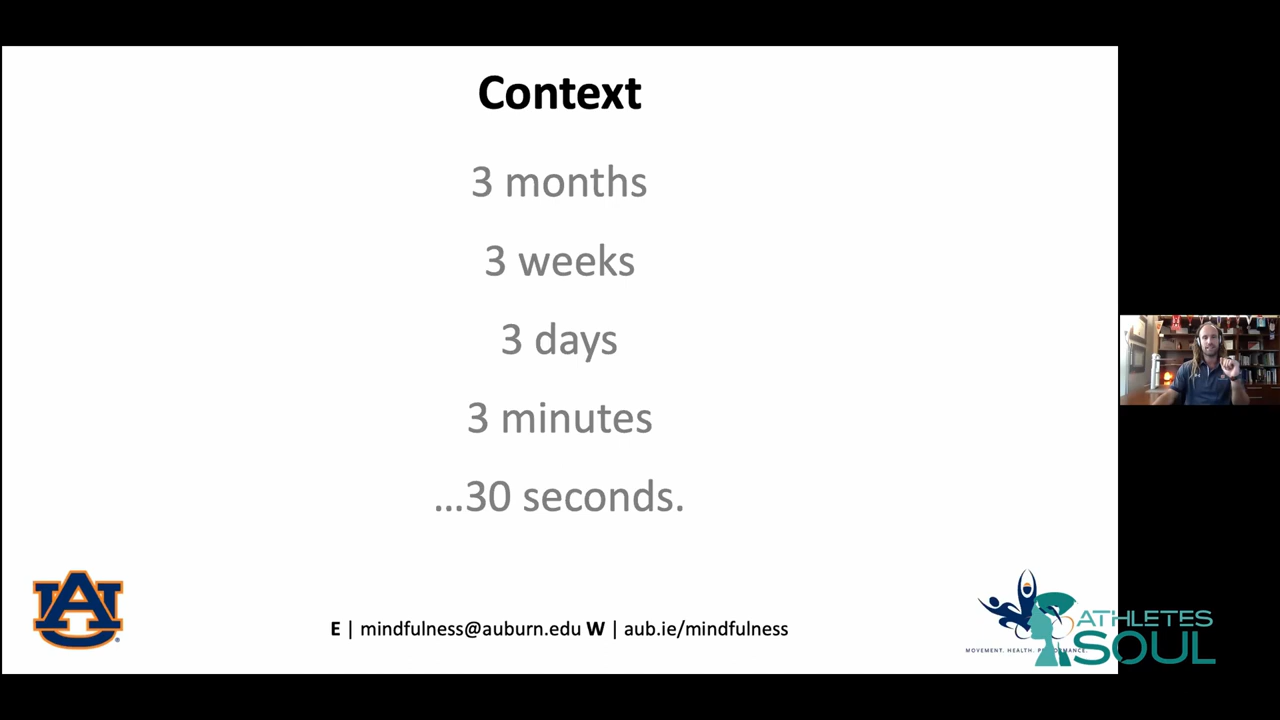 Context
3 months
3 weeks
3 days
3 minutes
...30 seconds.
E | mindfulness@auburn.edu W | aub.ie/mindfulness
AU
MOVEMENT. HEALTH. PERFORMANCE.
ATHLETES
SOUL